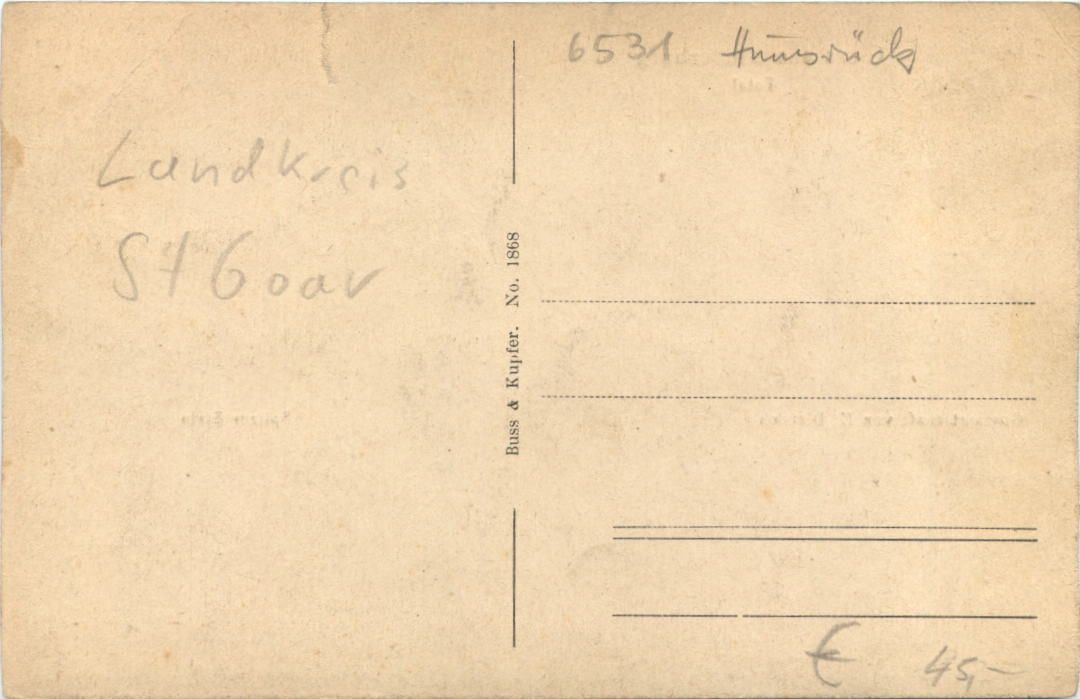 6531 Hunsrück
Landkreis
St Goar
Buss & Kupfer. No. 1868
€ 45,-